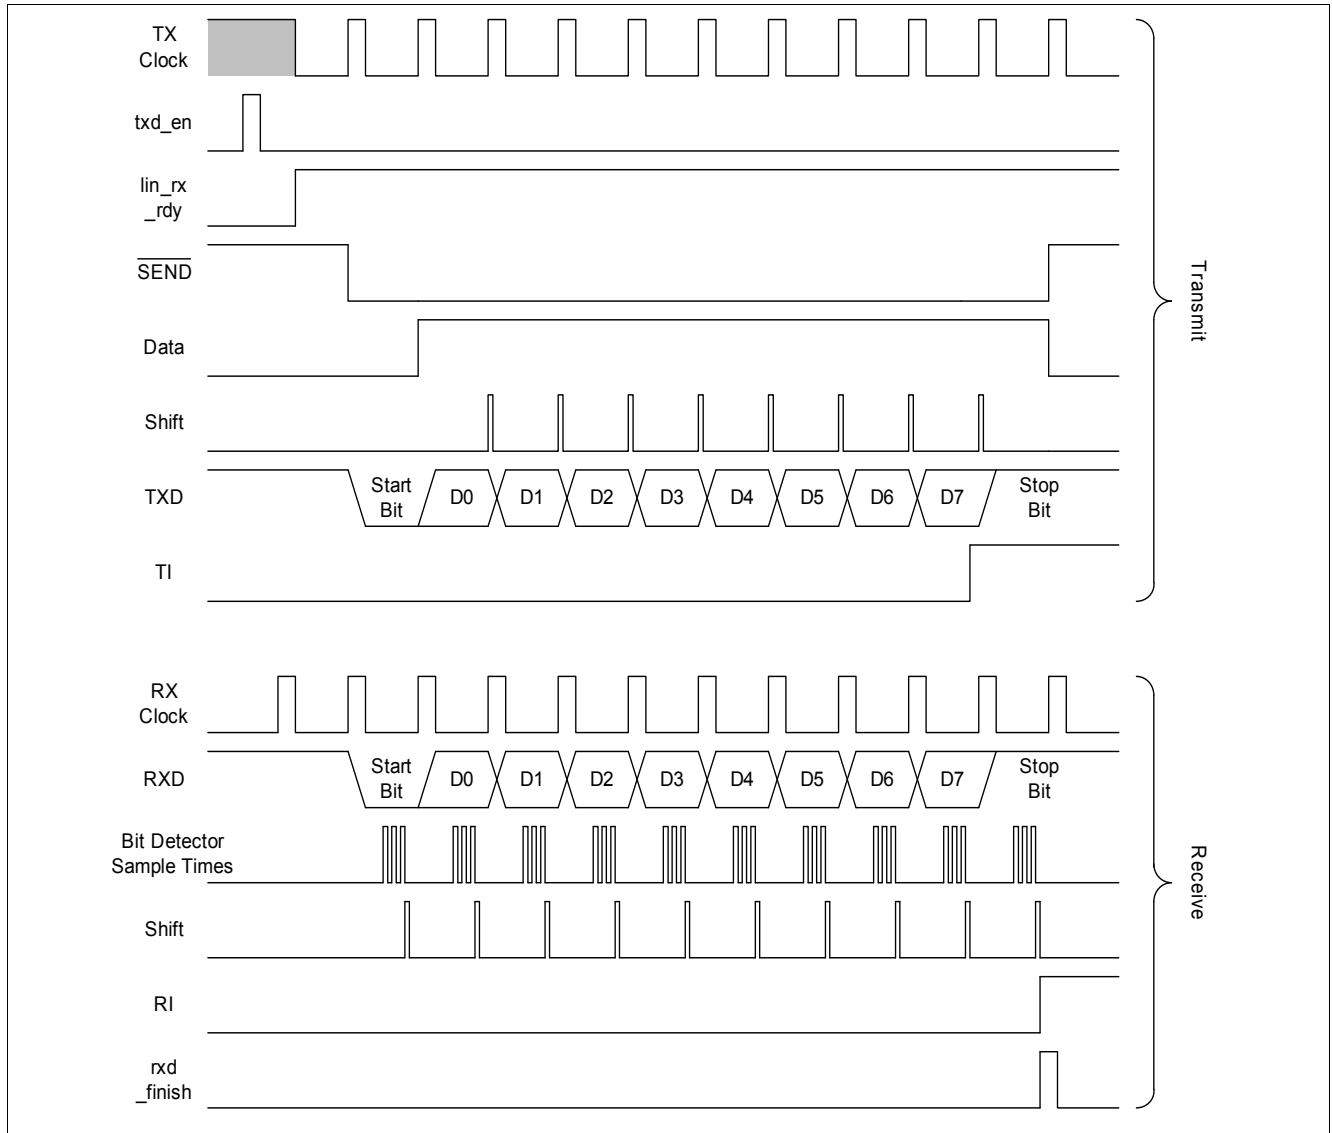 TX
Clock
txd_en
lin_rx
_rdy
SEND
Data
Shift
TXD
Start
Bit
D0
D1
D2
D3
D4
D5
D6
D7
Stop
Bit
TI
Transmit
RX
Clock
RXD
Start
Bit
D0
D1
D2
D3
D4
D5
D6
D7
Stop
Bit
Bit Detector
Sample Times
Shift
RI
rxd
_finish
Receive